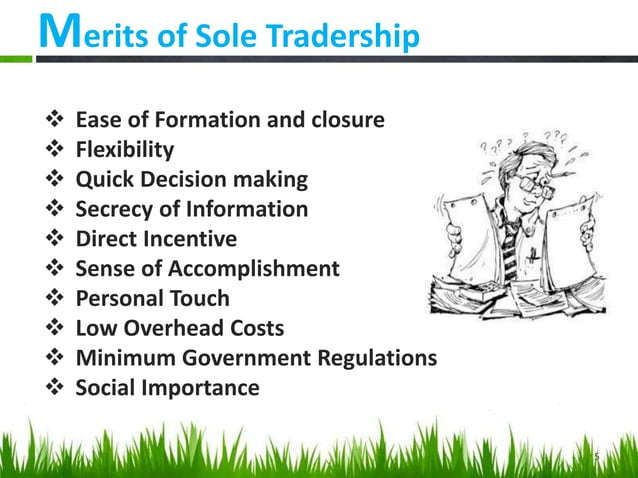 Merits of Sole Tradership
❖ Ease of Formation and closure
❖ Flexibility
❖ Quick Decision making
❖ Secrecy of Information
❖ Direct Incentive
❖ Sense of Accomplishment
❖ Personal Touch
❖ Low Overhead Costs
❖ Minimum Government Regulations
❖ Social Importance
5